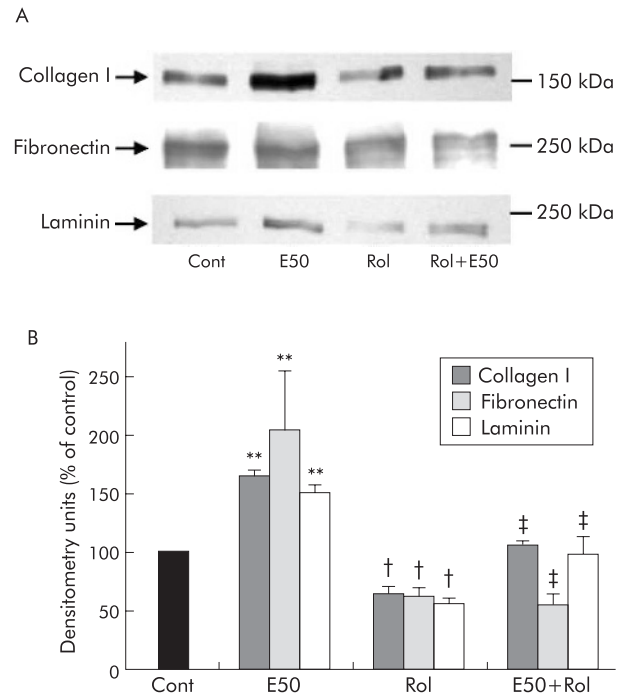 A
Collagen I
150 kDa
Fibronectin
250 kDa
Laminin
250 kDa
Cont E50 Rol Rol+E50
B
Densitometry units (% of control)
250
200
150
100
50
0
** ** **
† † †
‡ ‡ ‡
Collagen I
Fibronectin
Laminin
Cont E50 Rol E50+Rol